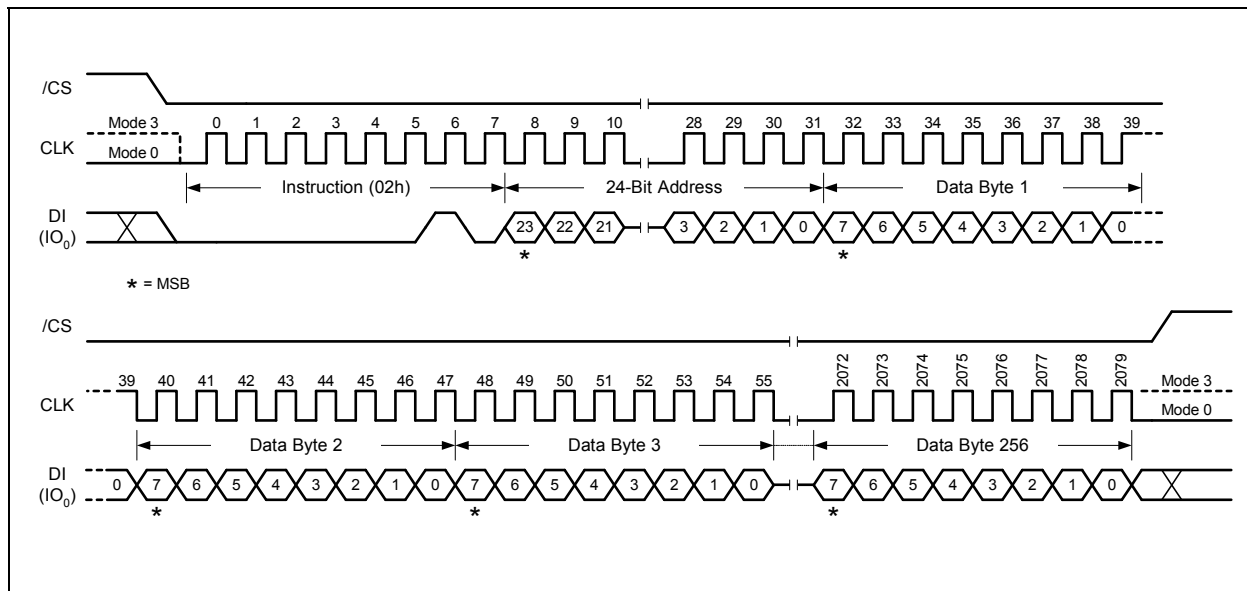 /CS
Mode 3
0 1 2 3 4 5 6 7 8 9 10 28 29 30 31 32 33 34 35 36 37 38 39
CLK
Mode 0
Instruction (02h) 24-Bit Address Data Byte 1
DI
(IO₀)
23 22 21 3 2 1 0 7 6 5 4 3 2 1 0
* *
* = MSB
/CS
39 40 41 42 43 44 45 46 47 48 49 50 51 52 53 54 55 2072 2073 2074 2075 2076 2077 2078 2079
Mode 3
CLK
Mode 0
Data Byte 2 Data Byte 3 Data Byte 256
DI
(IO₀)
0 7 6 5 4 3 2 1 0 7 6 5 4 3 2 1 0 7 6 5 4 3 2 1 0
* * *